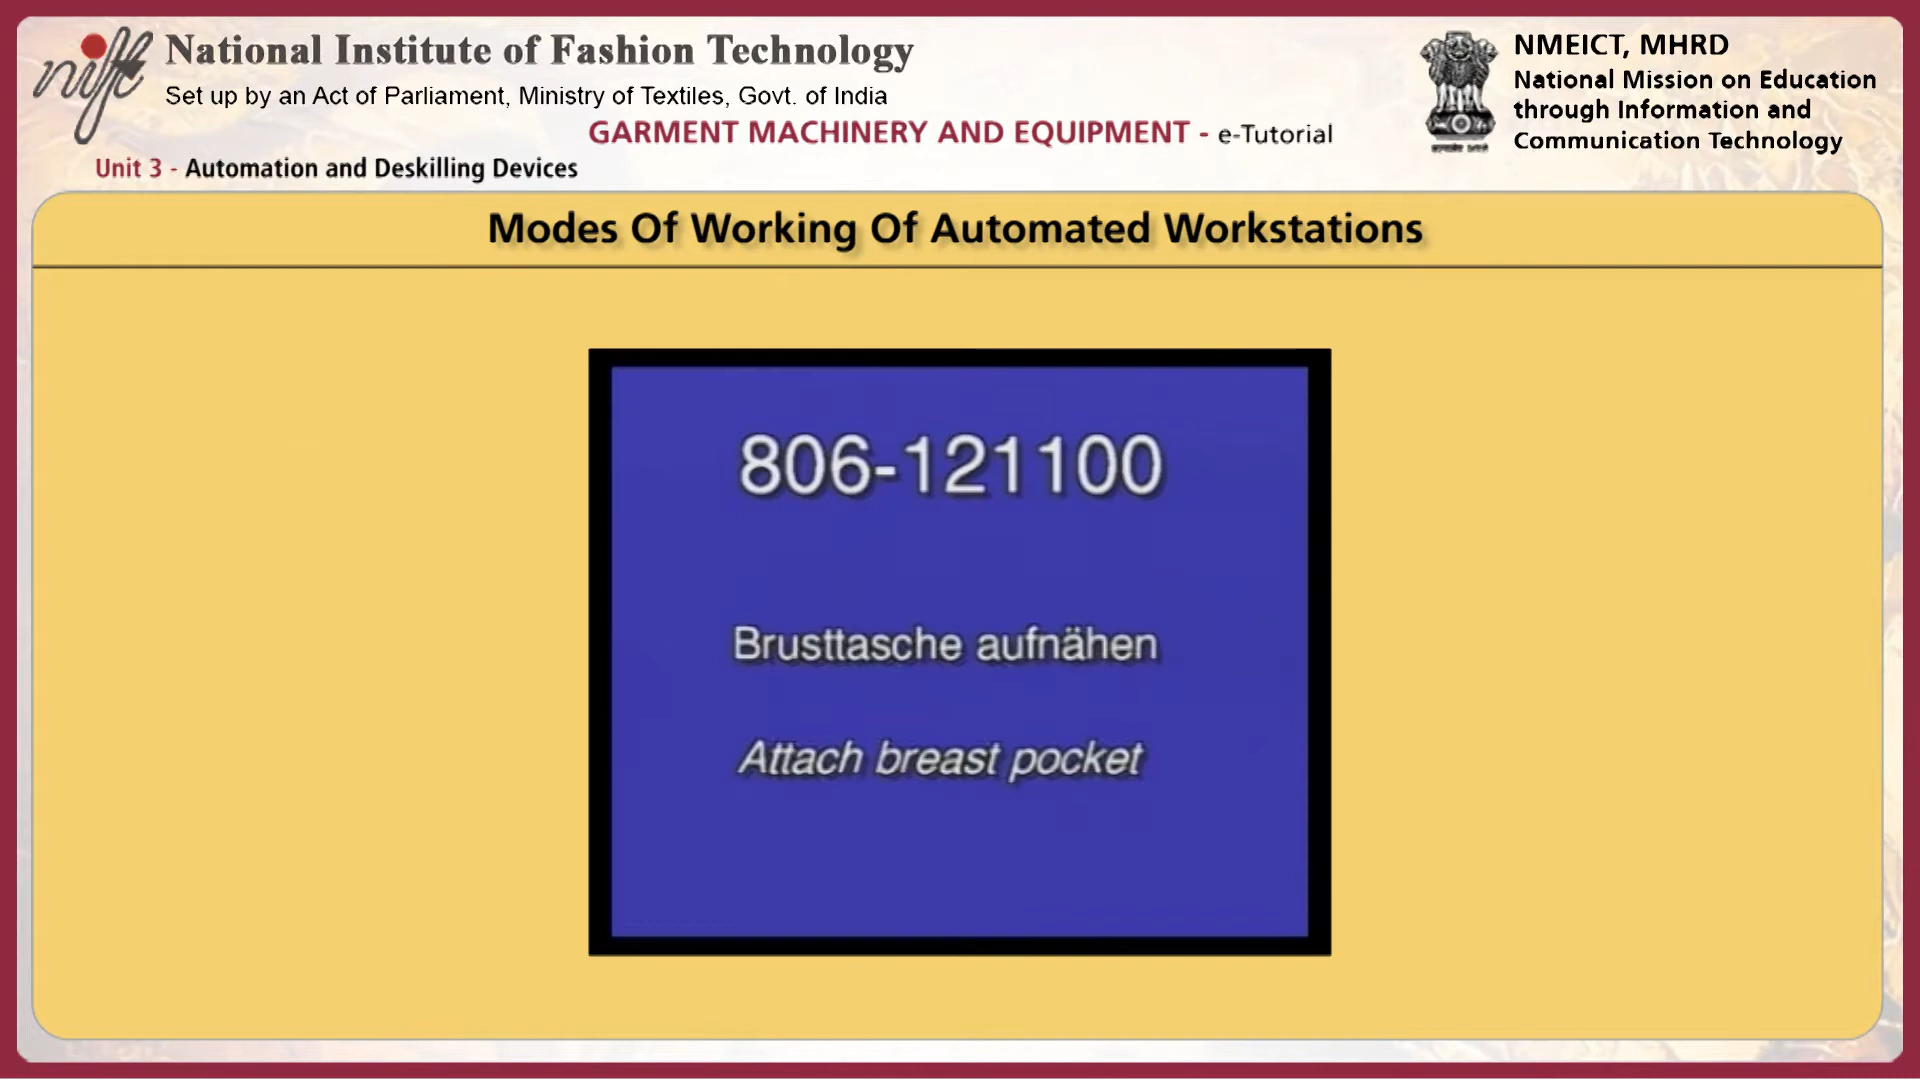 nift
National Institute of Fashion Technology
Set up by an Act of Parliament, Ministry of Textiles, Govt. of India
GARMENT MACHINERY AND EQUIPMENT - e-Tutorial
Unit 3 - Automation and Deskilling Devices
NMEICT, MHRD
National Mission on Education
through Information and
Communication Technology
Modes Of Working Of Automated Workstations
806-121100
Brusttasche aufnähen
Attach breast pocket